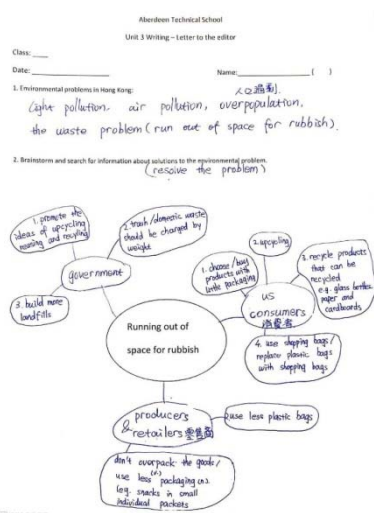 Aberdeen Technical School
Unit 3 Writing – Letter to the editor
Class: ____
Date: ____________ Name: ____________ ( )
1. Environmental problems in Hong Kong:
人口過剩
Light pollution. air pollution, overpopulation.
the waste problem (run out of space for rubbish).
2. Brainstorm and search for information about solutions to the environmental problem.
(resolve the problem)
1. promote the
ideas of upcycling
reusing and recycling
2. trash/domestic waste
should be charged by
weight
government
3. build more
landfills
1. choose/buy
products with
little packaging
2. upcycling
3. recycle products
that can be
recycled
e.g. glass bottles
paper and
cardboards
us
consumers
消費者
4. use shopping bags/
replace plastic bags
with shopping bags
Running out of
space for rubbish
producers
& retailers 零售商
use less plastic bags
don't overpack the goods/
use less packaging (n.)
(eg. snacks in small
individual packets